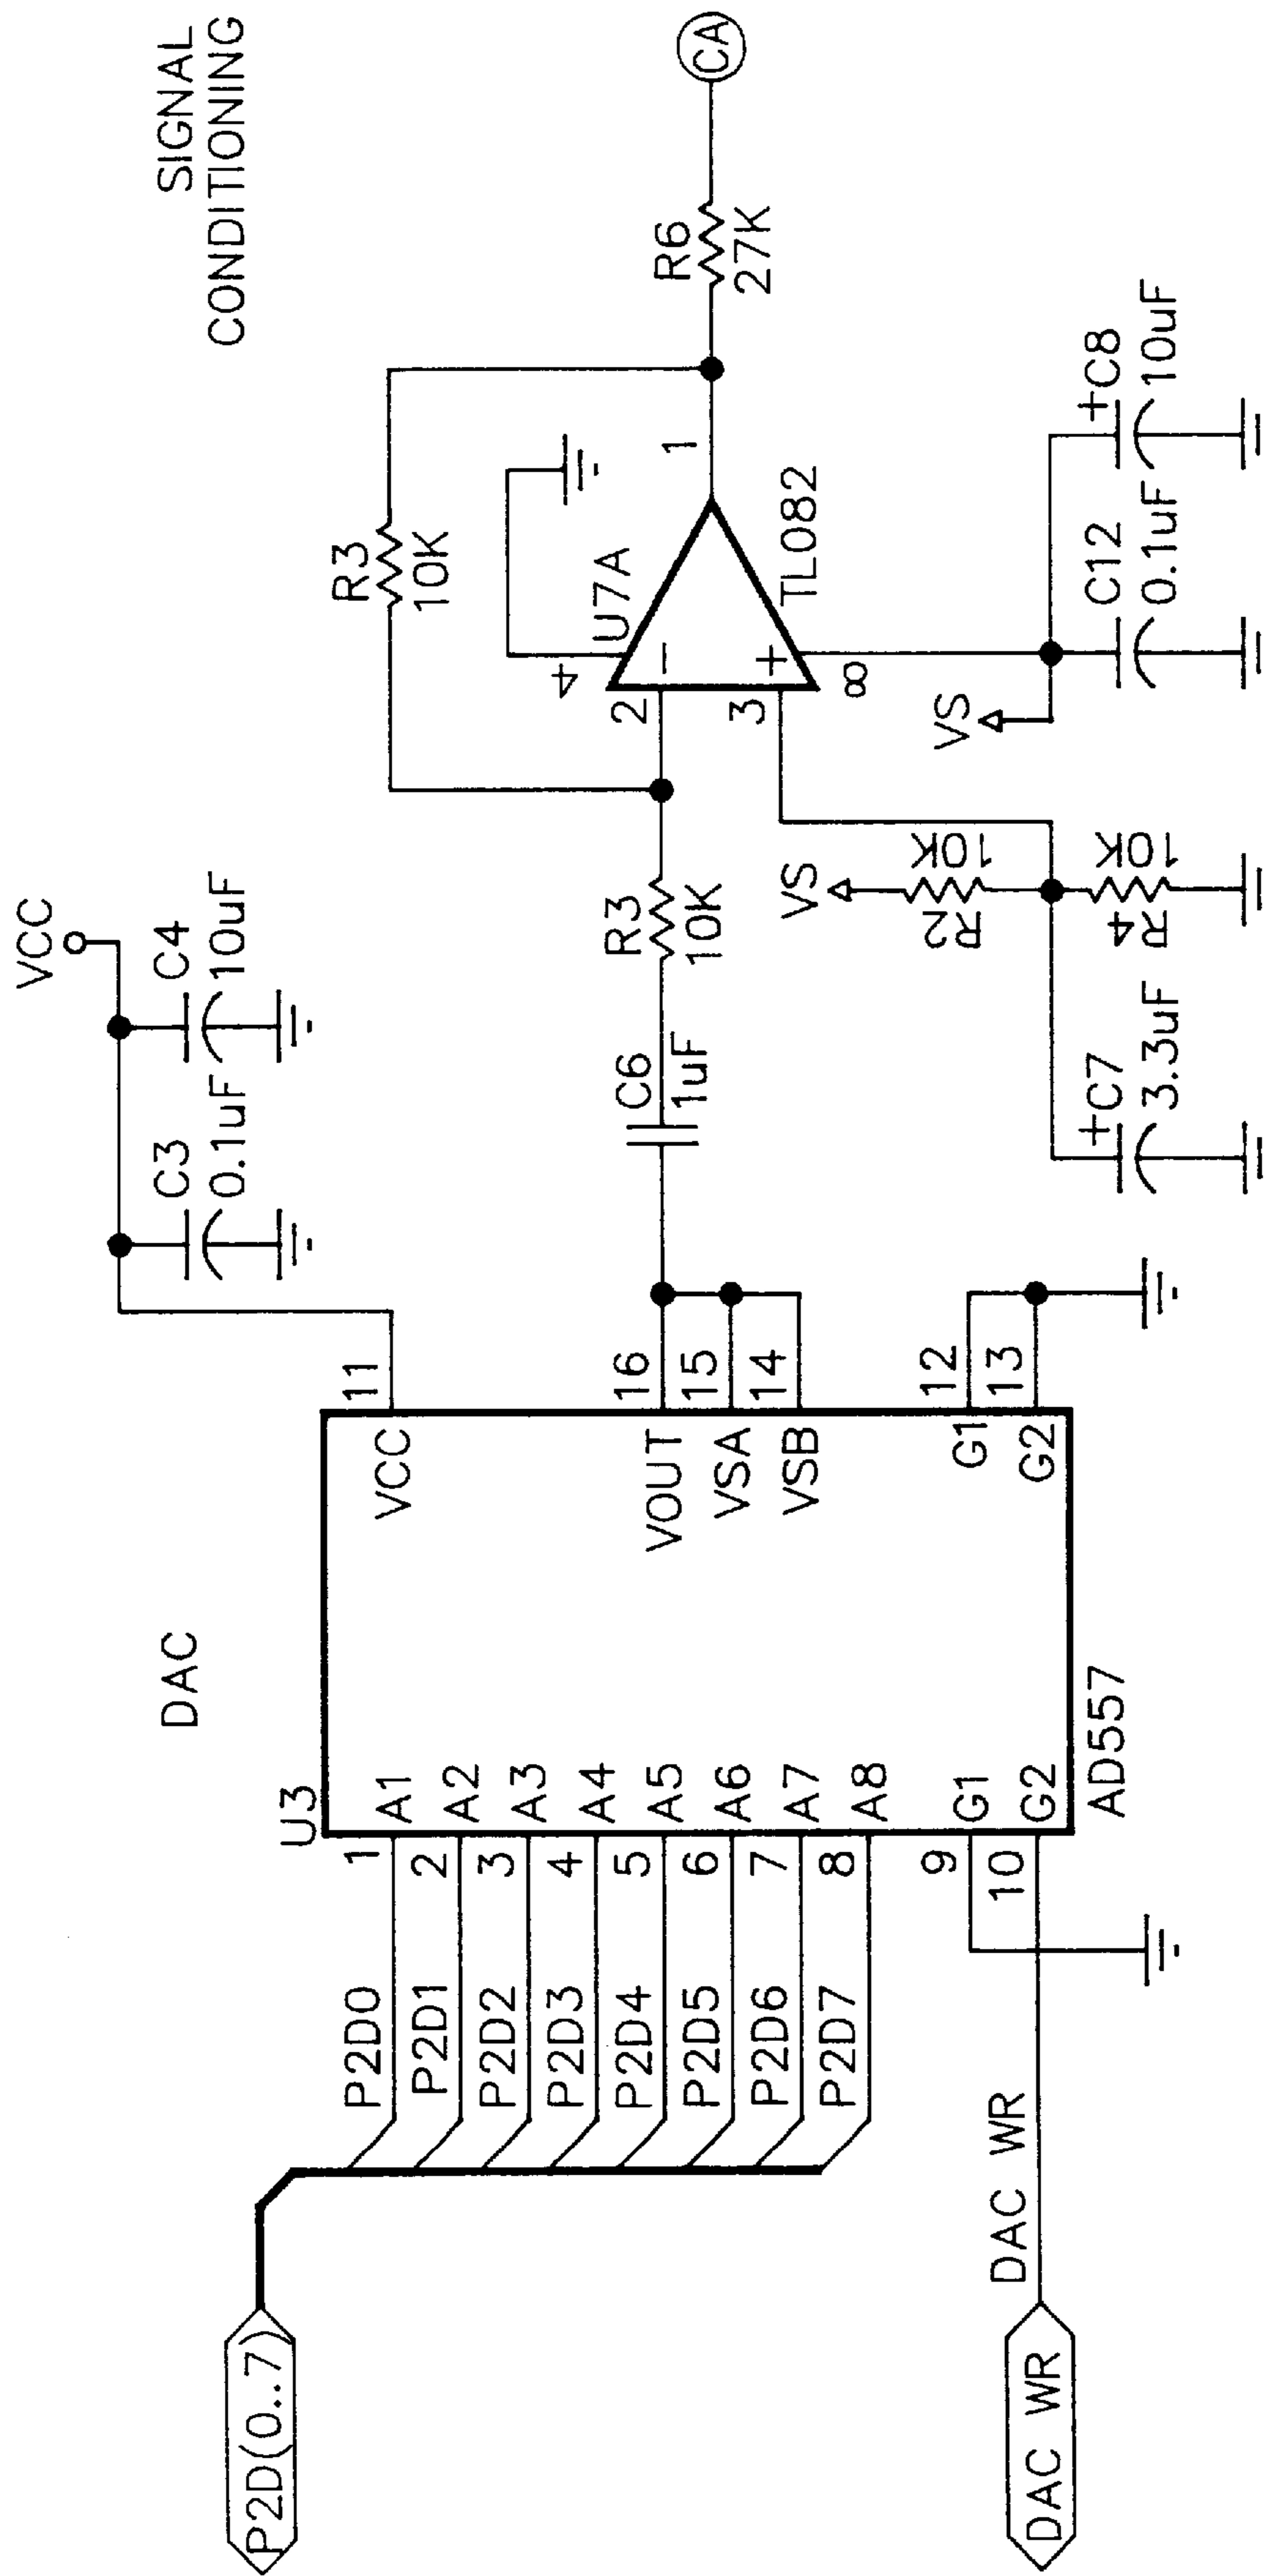 P2D(0..7)
DAC WR
DAC WR
P2D0
P2D1
P2D2
P2D3
P2D4
P2D5
P2D6
P2D7
1
2
3
4
5
6
7
8
9
10
DAC
U3
A1
A2
A3
A4
A5
A6
A7
A8
G1
G2
AD557
VCC
VOUT
VSA
VSB
G1
G2
11
16
15
14
12
13
VCC
C3
0.1uF
C4
10uF
C6
1uF
R3
10K
R3
10K
+C7
3.3uF
VS
R2
10K
R4
10K
2
3
4
8
1
U7A
−
+
TL082
VS
C12
0.1uF
+C8
10uF
R6
27K
CA
SIGNAL
CONDITIONING